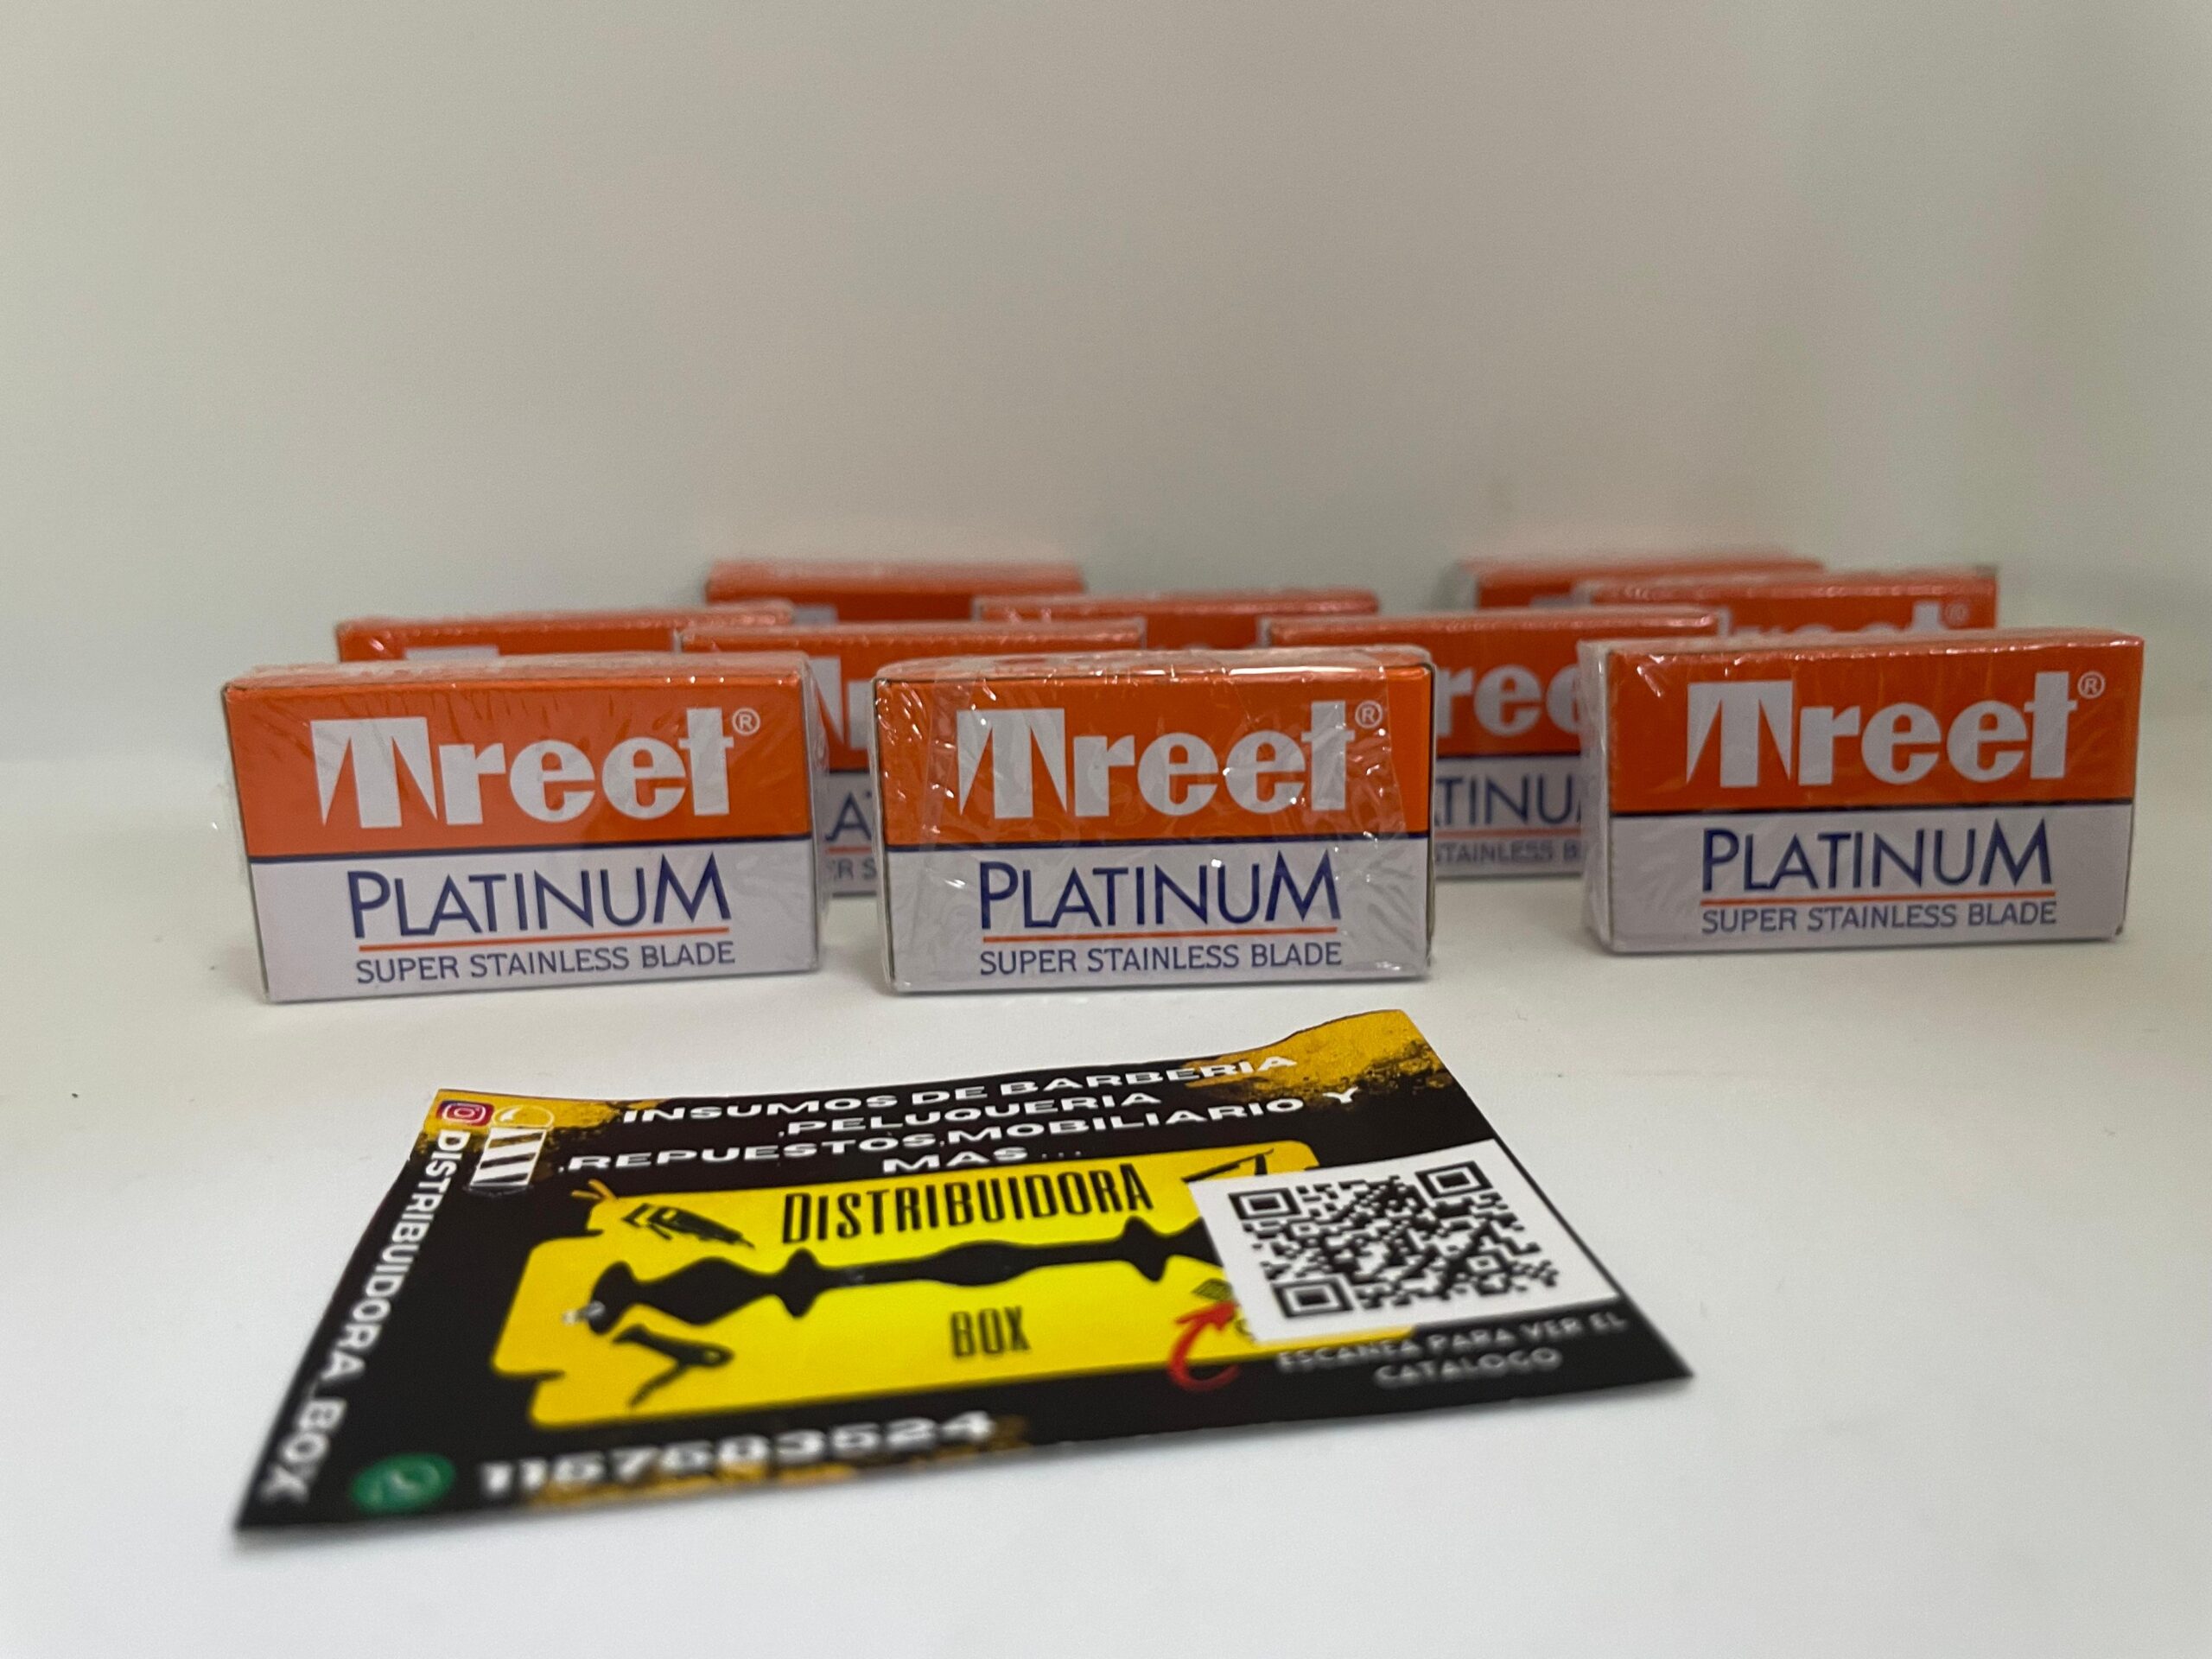 Treet®
PLATINUM
SUPER STAINLESS BLADE
Treet®
PLATINUM
SUPER STAINLESS BLADE
Treet®
PLATINUM
SUPER STAINLESS BLADE
INSUMOS DE BARBERIA
,PELUQUERIA
,REPUESTOS,MOBILIARIO Y
MAS...
DISTRIBUIDORA
BOX
ESCANEA PARA VER EL
CATALOGO
DISTRIBUIDORA_BOX